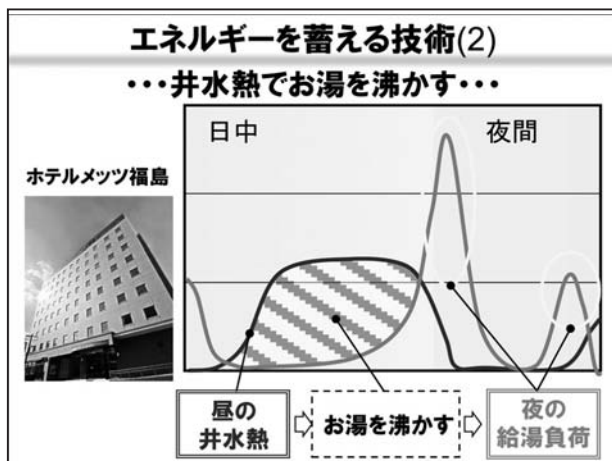 エネルギーを蓄える技術(2)
・・・井水熱でお湯を沸かす・・・
日中
夜間
ホテルメッツ福島
昼の
井水熱
お湯を沸かす
夜の
給湯負荷